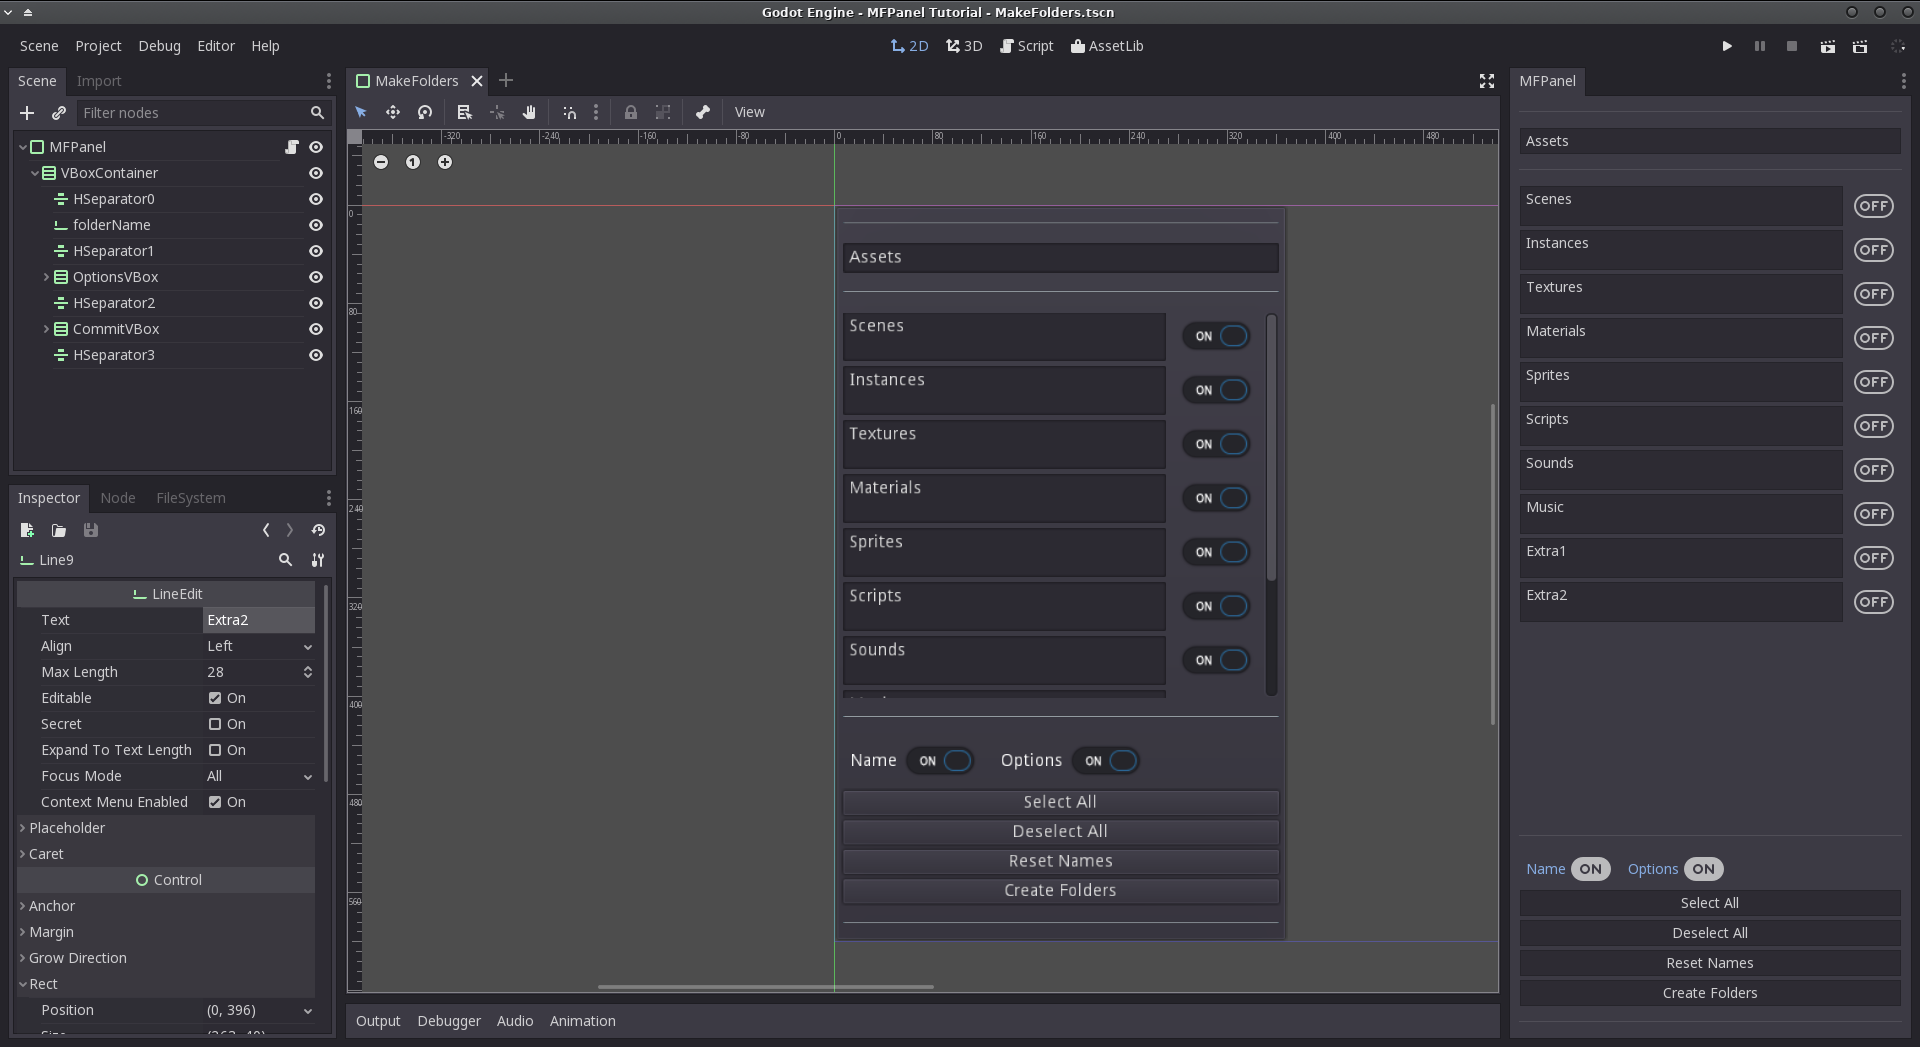 Godot Engine - MFPanel Tutorial - MakeFolders.tscn
Scene Project Debug Editor Help
2D 3D Script AssetLib
Scene Import
Filter nodes
MFPanel
VBoxContainer
HSeparator0
folderName
HSeparator1
OptionsVBox
HSeparator2
CommitVBox
HSeparator3
Inspector Node FileSystem
Line9
LineEdit
Text Extra2
Align Left
Max Length 28
Editable On
Secret On
Expand To Text Length On
Focus Mode All
Context Menu Enabled On
Placeholder
Caret
Control
Anchor
Margin
Grow Direction
Rect
Position (0, 396)
MakeFolders
View
-320 -240 -160 -80 0 80 160 240 320 400 480
1
0
80
160
240
320
400
480
560
Assets
Scenes ON
Instances ON
Textures ON
Materials ON
Sprites ON
Scripts ON
Sounds ON
Name ON Options ON
Select All
Deselect All
Reset Names
Create Folders
Output Debugger Audio Animation
MFPanel
Assets
Scenes OFF
Instances OFF
Textures OFF
Materials OFF
Sprites OFF
Scripts OFF
Sounds OFF
Music OFF
Extra1 OFF
Extra2 OFF
Name ON Options ON
Select All
Deselect All
Reset Names
Create Folders